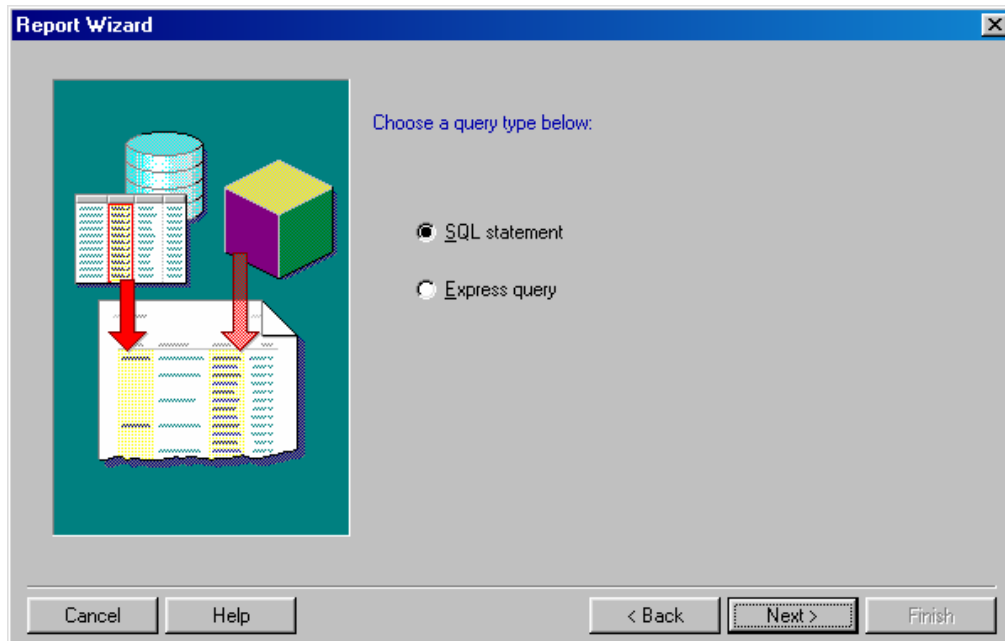 Report Wizard
Choose a query type below:
SQL statement
Express query
Cancel
Help
< Back
Next >
Finish